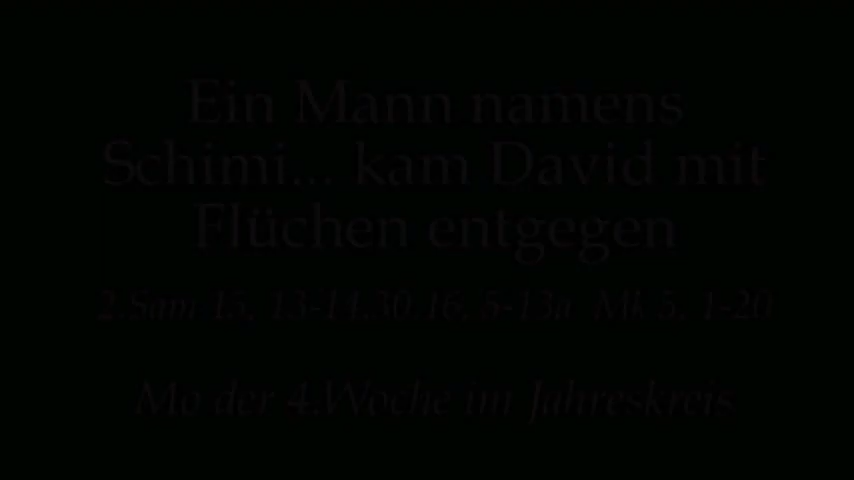 Ein Mann namens
Schimi... kam David mit
Flüchen entgegen
2.Sam 15, 13-14.30 16, 5-13a Mk 5, 1-20
Mo der 4.Woche im Jahreskreis